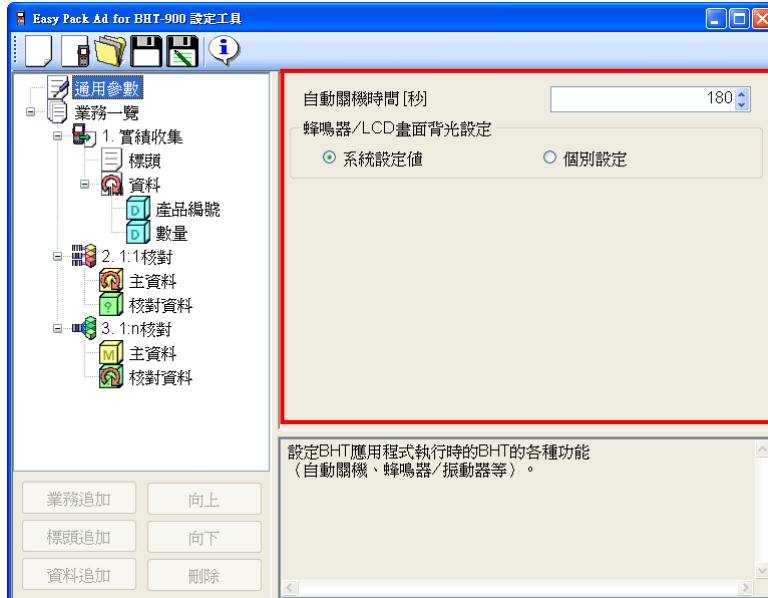 Easy Pack Ad for BHT-900 設定工具
通用參數
業務一覽
1. 實績收集
標頭
資料
產品編號
數量
2. 1:1核對
主資料
核對資料
3. 1:n核對
主資料
核對資料
業務追加
向上
標頭追加
向下
資料追加
刪除
自動關機時間[秒]
180
蜂鳴器/LCD畫面背光設定
系統設定值
個別設定
設定BHT應用程式執行時的BHT的各種功能
（自動關機、蜂鳴器/振動器等）。